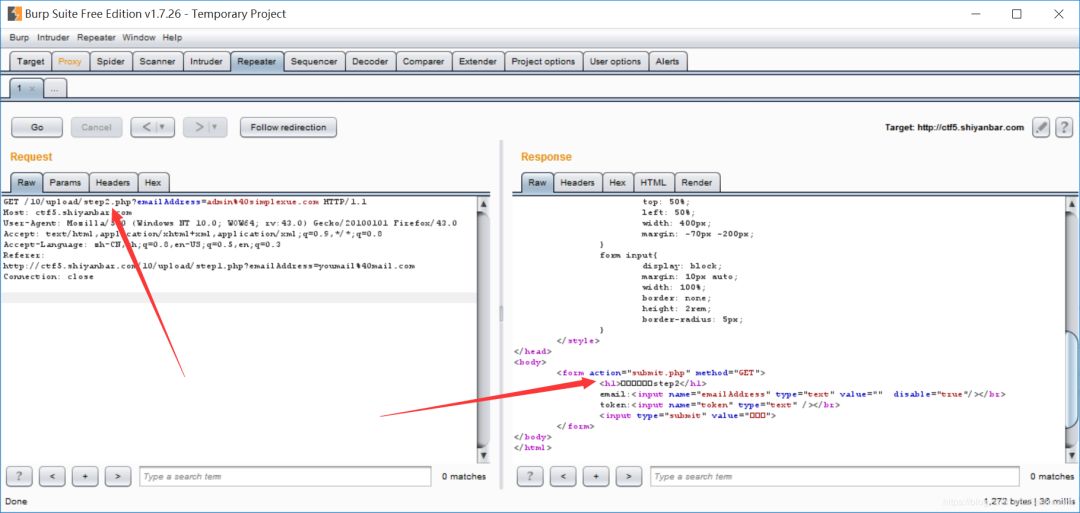 Burp Suite Free Edition v1.7.26 - Temporary Project
Burp Intruder Repeater Window Help
Target Proxy Spider Scanner Intruder Repeater Sequencer Decoder Comparer Extender Project options User options Alerts
1 × ...
Go Cancel < > Follow redirection Target: http://ctf5.shiyanbar.com ?
Request
Raw Params Headers Hex
GET /10/upload/step2.php?emailAddress=admin%40simplexue.com HTTP/1.1
Host: ctf5.shiyanbar.com
User-Agent: Mozilla/5.0 (Windows NT 10.0; WOW64; rv:43.0) Gecko/20100101 Firefox/43.0
Accept: text/html,application/xhtml+xml,application/xml;q=0.9,*/*;q=0.8
Accept-Language: zh-CN,zh;q=0.8,en-US;q=0.5,en;q=0.3
Referer:
http://ctf5.shiyanbar.com/10/upload/step1.php?emailAddress=youmail%40mail.com
Connection: close
? < + > Type a search term 0 matches
Response
Raw Headers Hex HTML Render
top: 50%;
left: 50%;
width: 400px;
margin: -70px -200px;
}
form input{
display: block;
margin: 10px auto;
width: 100%;
border: none;
height: 2rem;
border-radius: 5px;
}
</style>
</head>
<body>
<form action="submit.php" method="GET">
<h1>□□□□□□step2</h1>
email:<input name="emailAddress" type="text" value="" disable="true"/></br>
token:<input name="token" type="text" /></br>
<input type="submit" value="□□□">
</form>
</body>
</html>
? < + > Type a search term 0 matches
Done
1,272 bytes | 36 millis